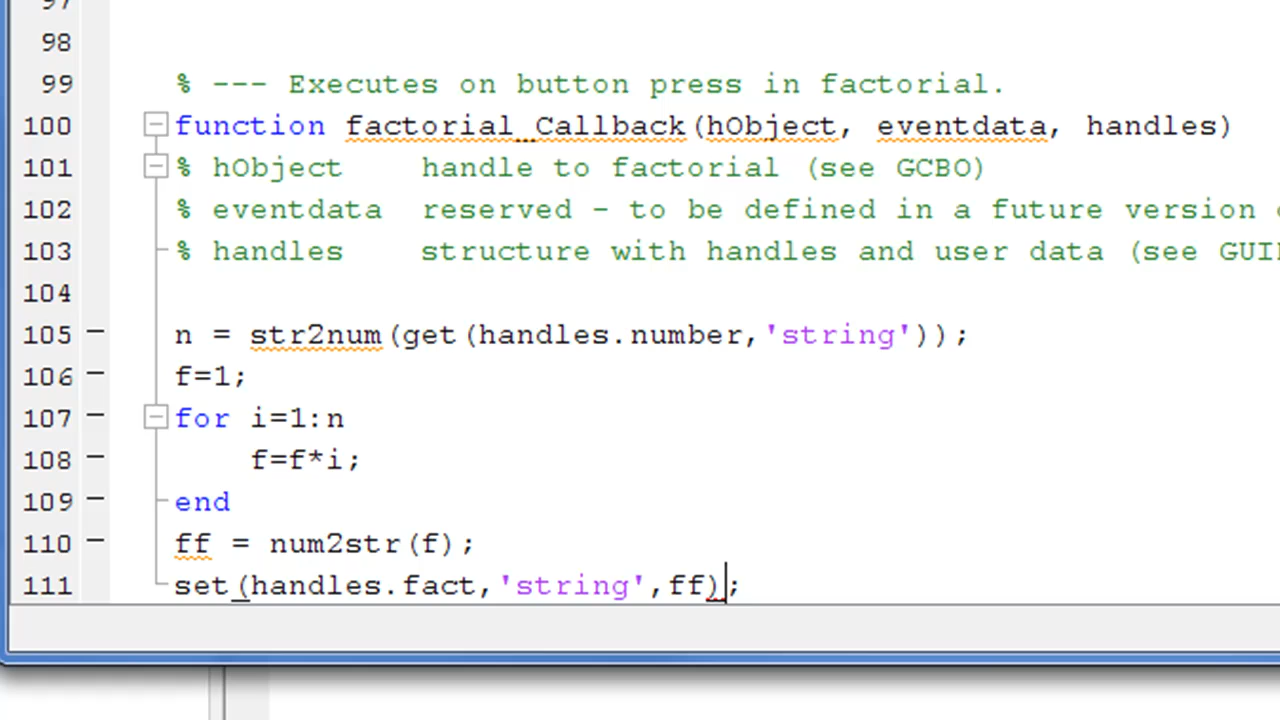 97
98
99 % --- Executes on button press in factorial.
100 function factorial_Callback(hObject, eventdata, handles)
101 % hObject    handle to factorial (see GCBO)
102 % eventdata  reserved - to be defined in a future version
103 % handles    structure with handles and user data (see
104
105 n = str2num(get(handles.number,'string'));
106 f=1;
107 for i=1:n
108     f=f*i;
109 end
110 ff = num2str(f);
111 set(handles.fact,'string',ff);